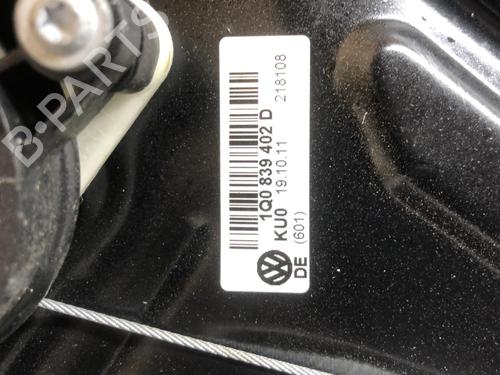 1Q0 839 402 D
KU0 19.10.11 218108
DE (601)
B-PARTS